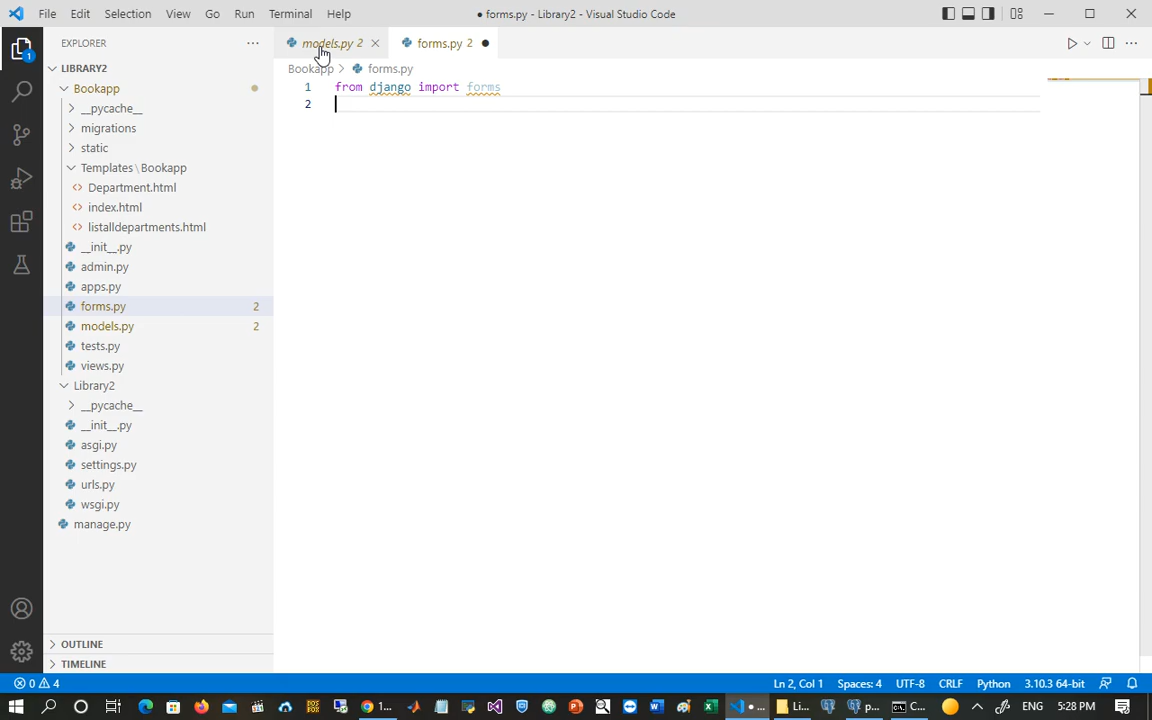 File Edit Selection View Go Run Terminal Help
● forms.py - Library2 - Visual Studio Code
EXPLORER
models.py 2
forms.py 2
LIBRARY2
Bookapp > forms.py
Bookapp
__pycache__
migrations
static
Templates\Bookapp
Department.html
index.html
listalldepartments.html
__init__.py
admin.py
apps.py
forms.py 2
models.py 2
tests.py
views.py
Library2
__pycache__
__init__.py
asgi.py
settings.py
urls.py
wsgi.py
manage.py
1 from django import forms
2
1
OUTLINE
TIMELINE
0 4
Ln 2, Col 1 Spaces: 4 UTF-8 CRLF Python 3.10.3 64-bit
1...
● ...
Li...
p...
C...
ENG 5:28 PM